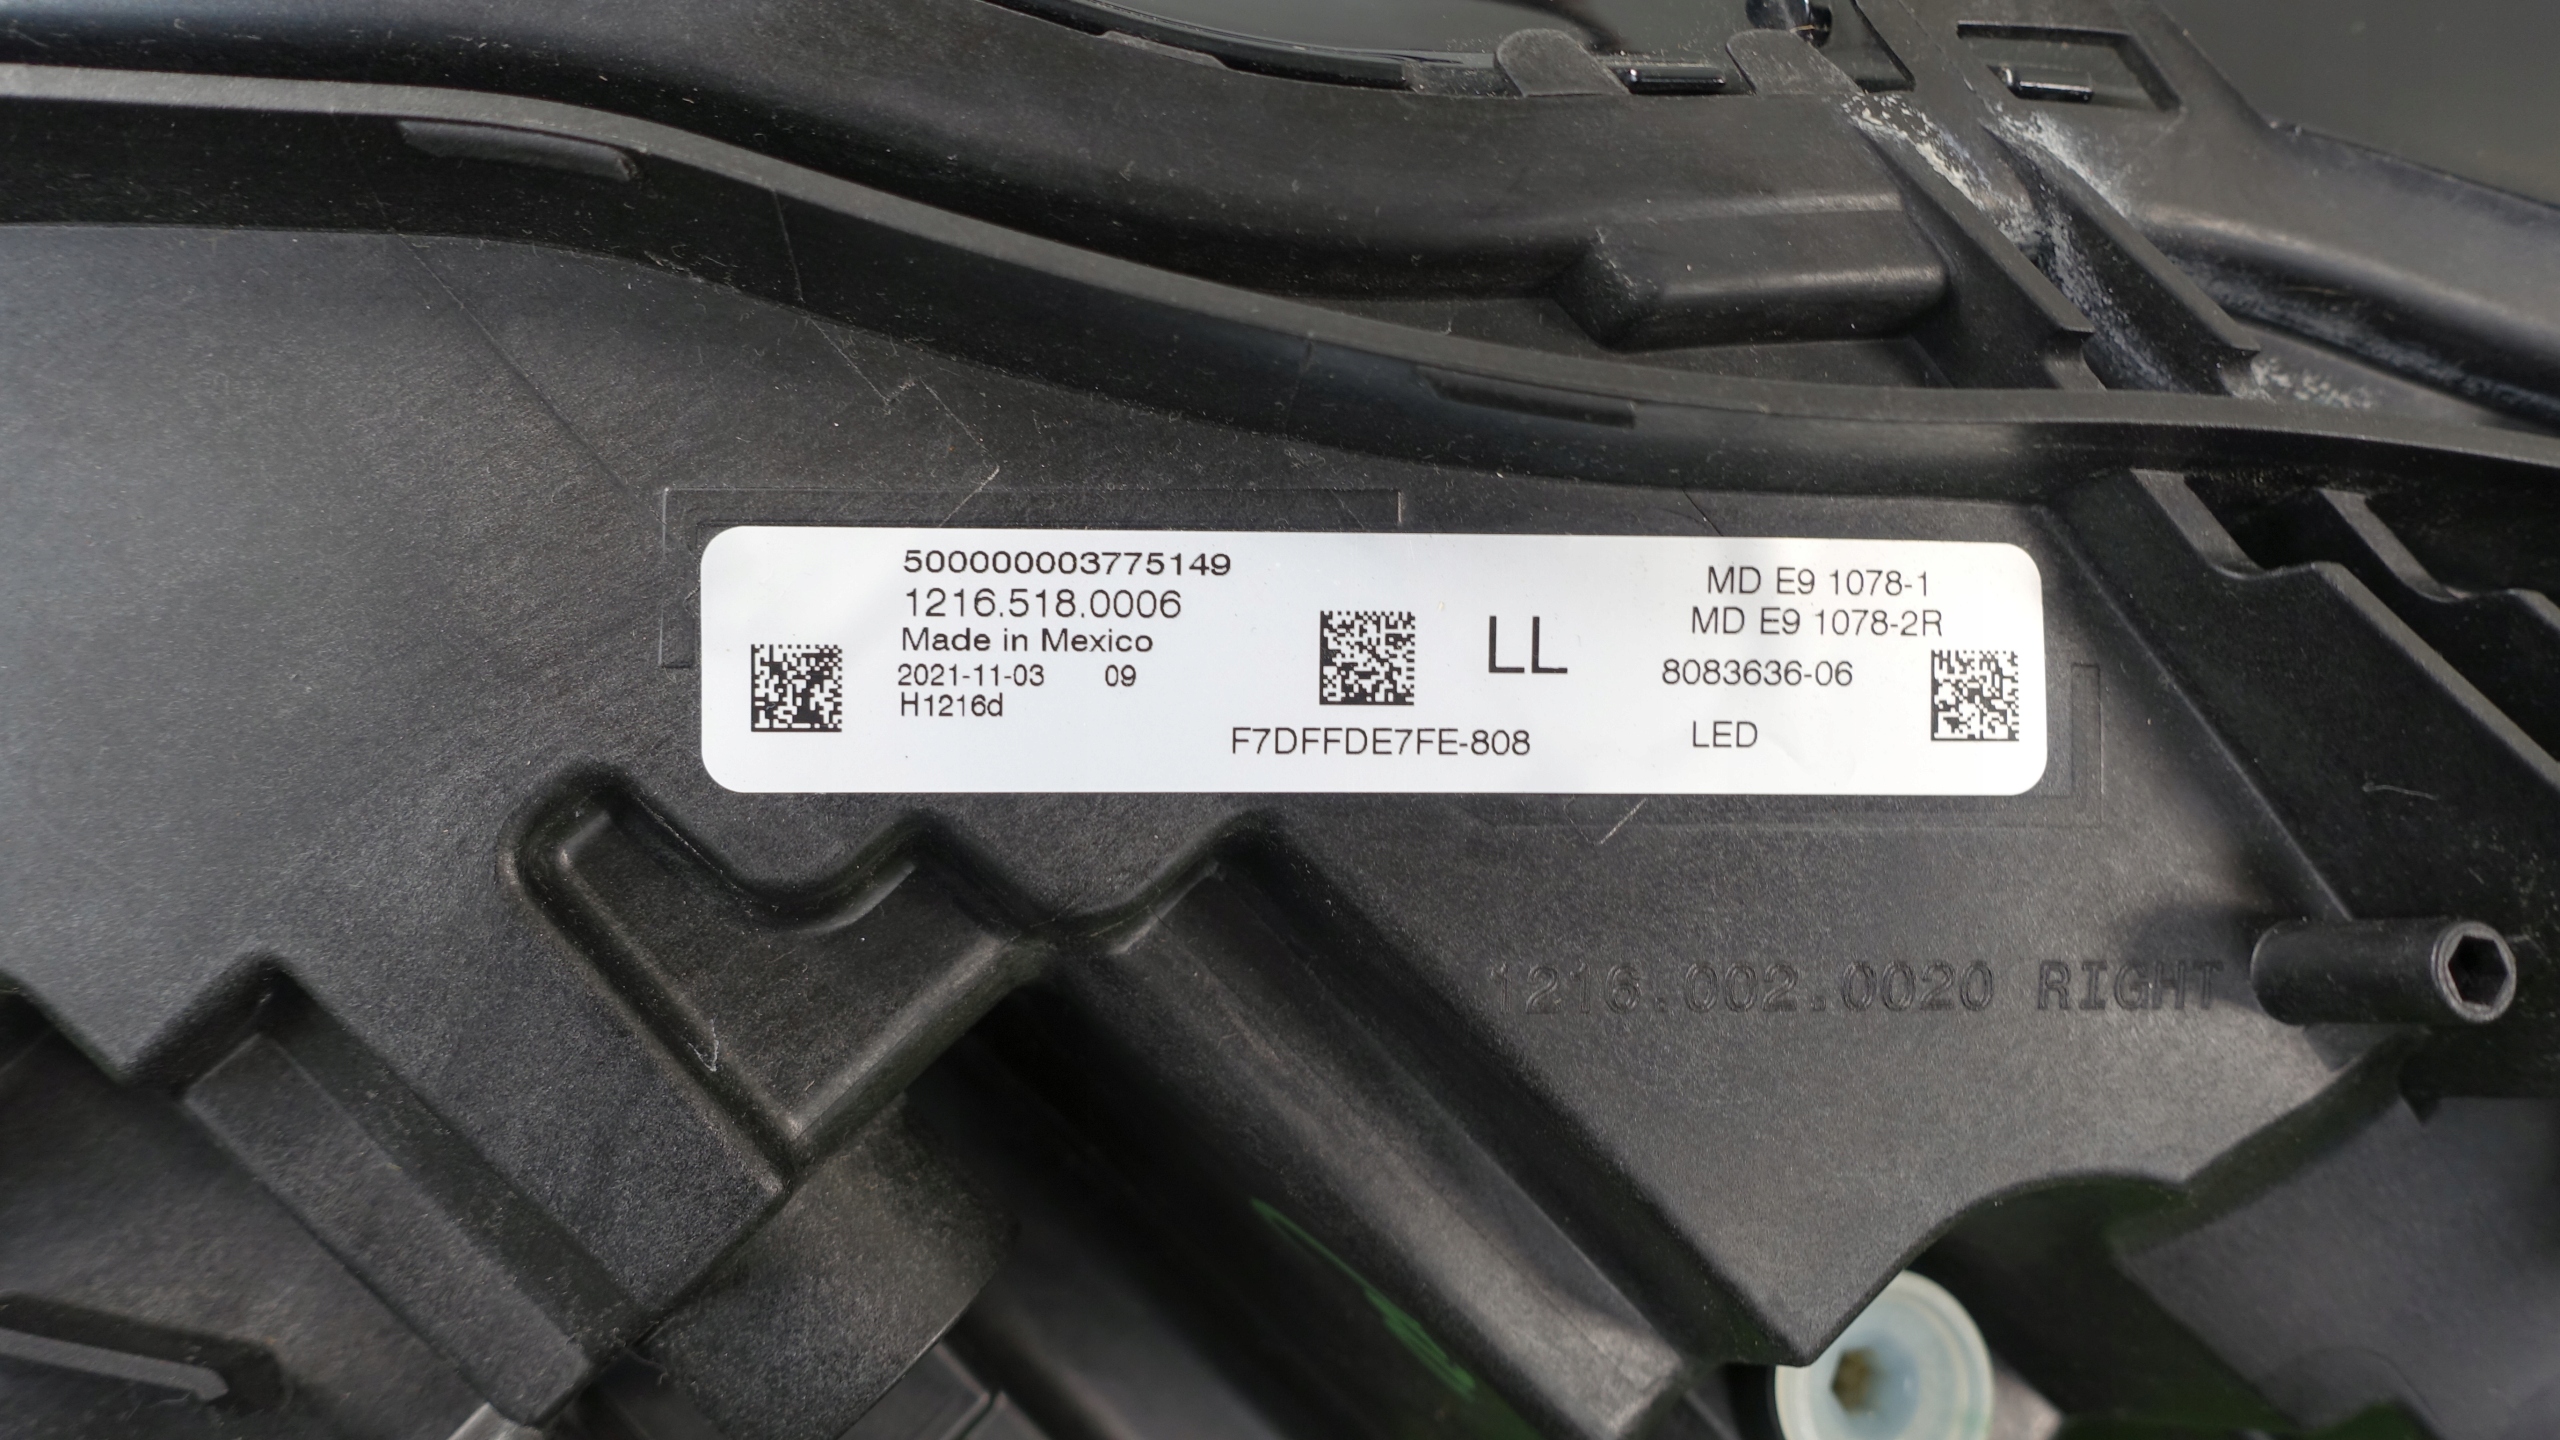 500000003775149
1216.518.0006
Made in Mexico
2021-11-03 09
H1216d
LL
F7DFFDE7FE-808
MD E9 1078-1
MD E9 1078-2R
8083636-06
LED
1216.002.0020 RIGHT